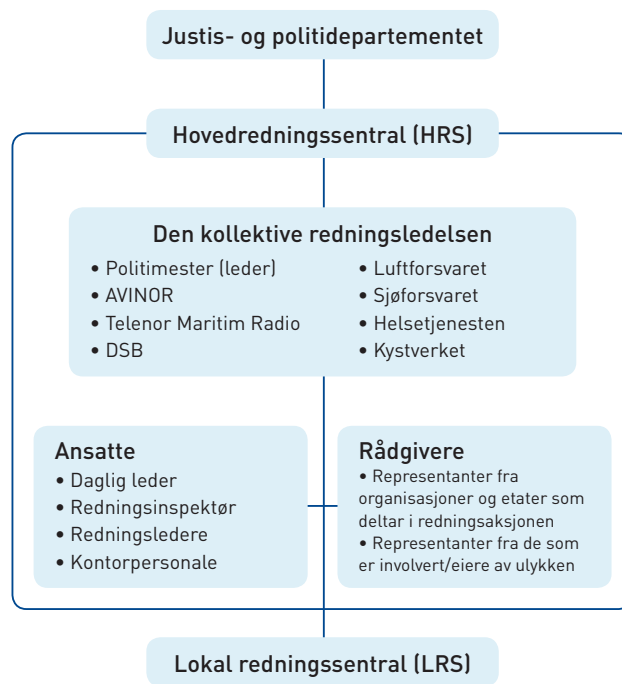 Justis- og politidepartementet
Hovedredningssentral (HRS)
Den kollektive redningsledelsen
• Politimester (leder)
• AVINOR
• Telenor Maritim Radio
• DSB
• Luftforsvaret
• Sjøforsvaret
• Helsetjenesten
• Kystverket
Ansatte
• Daglig leder
• Redningsinspektør
• Redningsledere
• Kontorpersonale
Rådgivere
• Representanter fra
organisasjoner og etater som
deltar i redningsaksjonen
• Representanter fra de som
er involvert/eiere av ulykken
Lokal redningssentral (LRS)